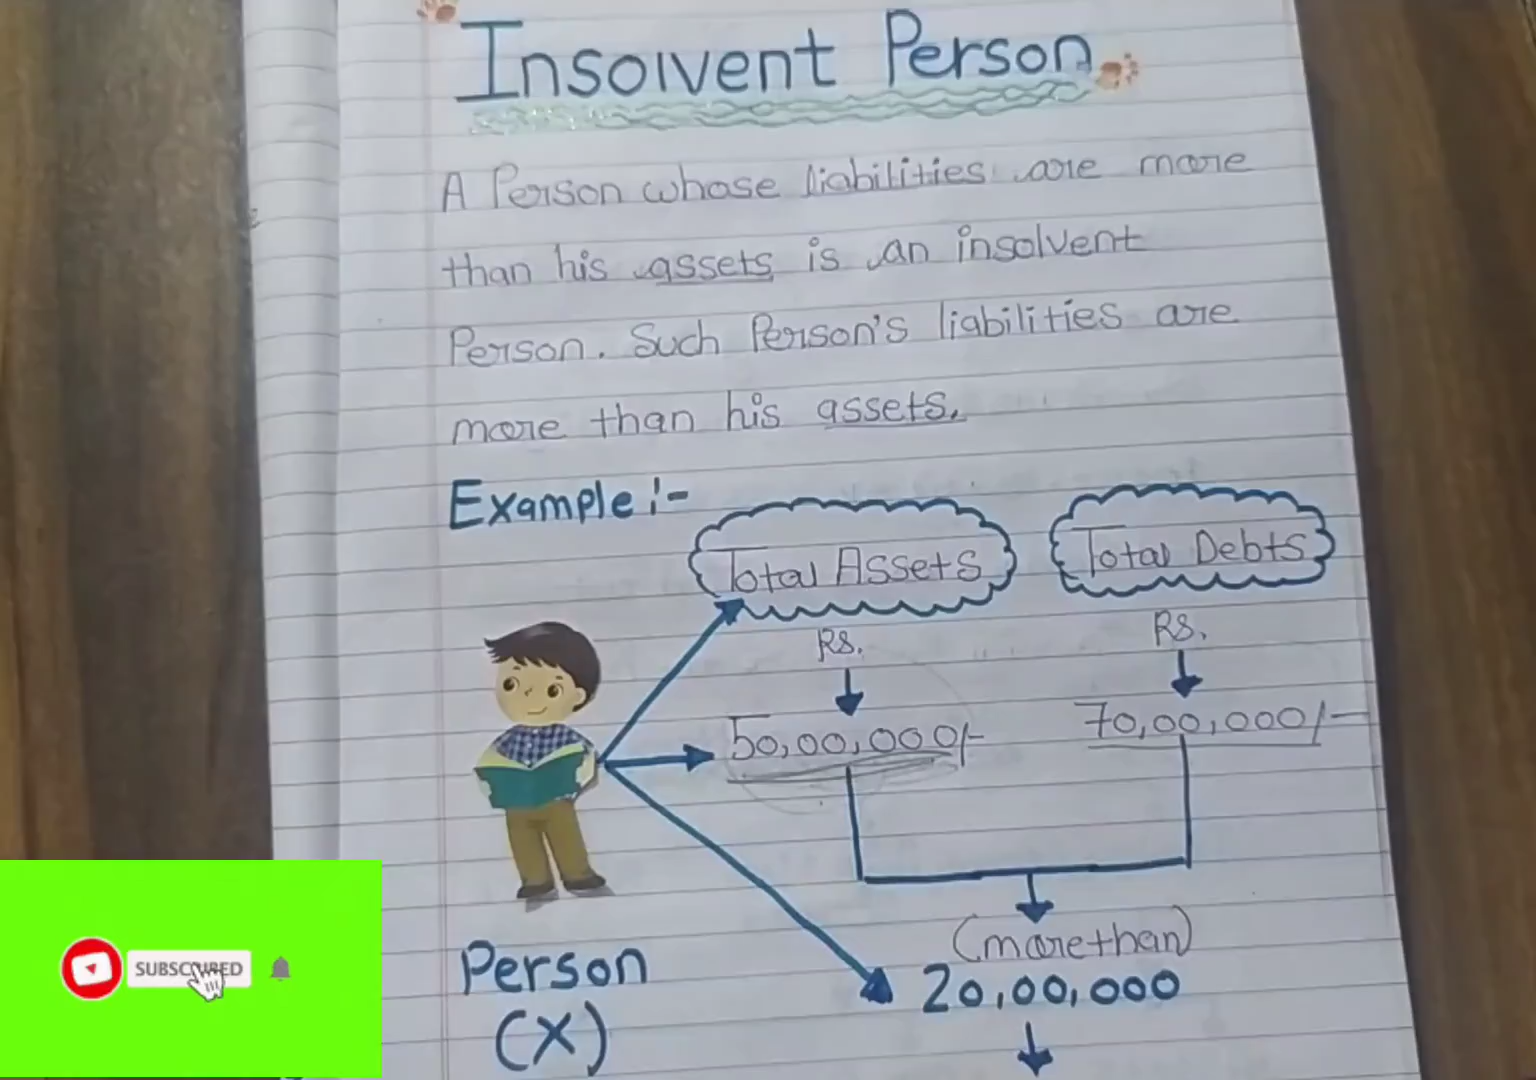 Insolvent Person
A Person whose liabilities are more
than his assets is an insolvent
Person. Such Person's liabilities are
more than his assets.
Example :-
Total Assets
Total Debts
Rs.
Rs.
50,00,000/-
70,00,000/-
(more than)
20,00,000
Person
(X)
SUBSCRIBED